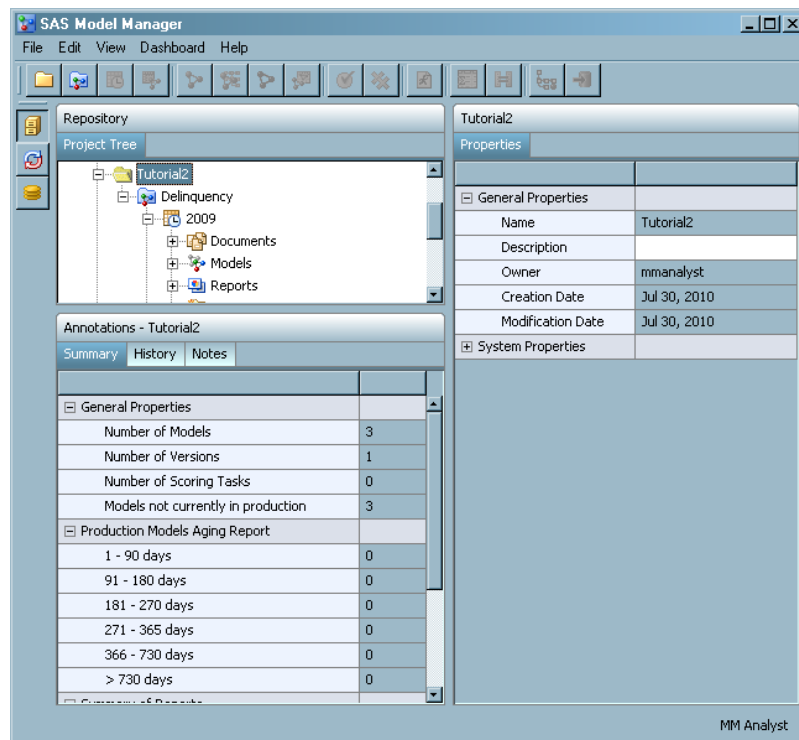 SAS Model Manager
File Edit View Dashboard Help
Repository
Project Tree
Tutorial2
Delinquency
2009
Documents
Models
Reports
Annotations - Tutorial2
Summary History Notes
General Properties
Number of Models 3
Number of Versions 1
Number of Scoring Tasks 0
Models not currently in production 3
Production Models Aging Report
1 - 90 days 0
91 - 180 days 0
181 - 270 days 0
271 - 365 days 0
366 - 730 days 0
> 730 days 0
Summary of Reports
Tutorial2
Properties
General Properties
Name Tutorial2
Description
Owner mmanalyst
Creation Date Jul 30, 2010
Modification Date Jul 30, 2010
System Properties
MM Analyst